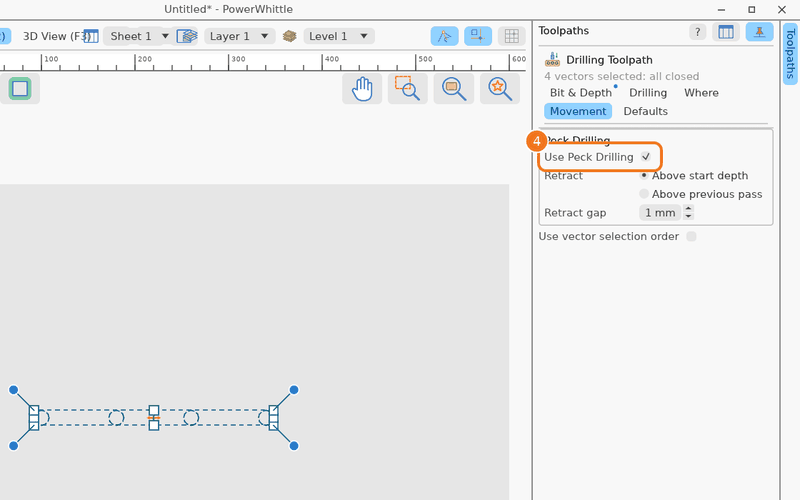 Untitled* - PowerWhittle
3D View (F3)
Sheet 1
Layer 1
Level 1
100 200 300 400 500 600
Toolpaths
?
Toolpaths
Drilling Toolpath
4 vectors selected: all closed
Bit & Depth Drilling Where
Movement Defaults
Peck Drilling
4
Use Peck Drilling
Retract Above start depth
Above previous pass
Retract gap 1 mm
Use vector selection order